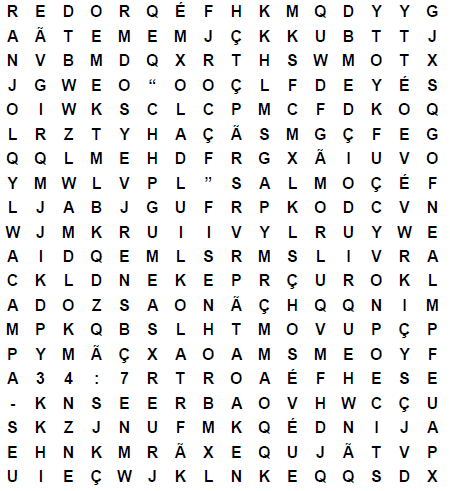 R E D O R Q É F H K M Q D Y Y G
A Ã T E M E M J Ç K K U B T T J
N V B M D Q X R T H S W M O T X
J G W E O “ O O Ç L F D E Y É S
O I W K S C L C P M C F D K O Q
L R Z T Y H A Ç Ã S M G Ç F E G
Q Q L M E H D F R G X Ã I U V O
Y M W L V P L ” S A L M O Ç É F
L J A B J G U F R P K O D C V N
W J M K R U I I V Y L R U Y W E
A I D Q E M L S R M S L I V R A
C K L D N E K E P R Ç U R O K L
A D O Z S A O N Ã Ç H Q Q N I M
M P K Q B S L H T M O V U P Ç P
P Y M Ã Ç X A O A M S M E O Y F
A 3 4 : 7 R T R O A É F H E S E
- K N S E E R B A O V H W C Ç U
S K Z J N U F M K Q É D N I J A
E H N K M R Ã X E Q U J Ã T V P
U I E Ç W J K L N K E Q Q S D X